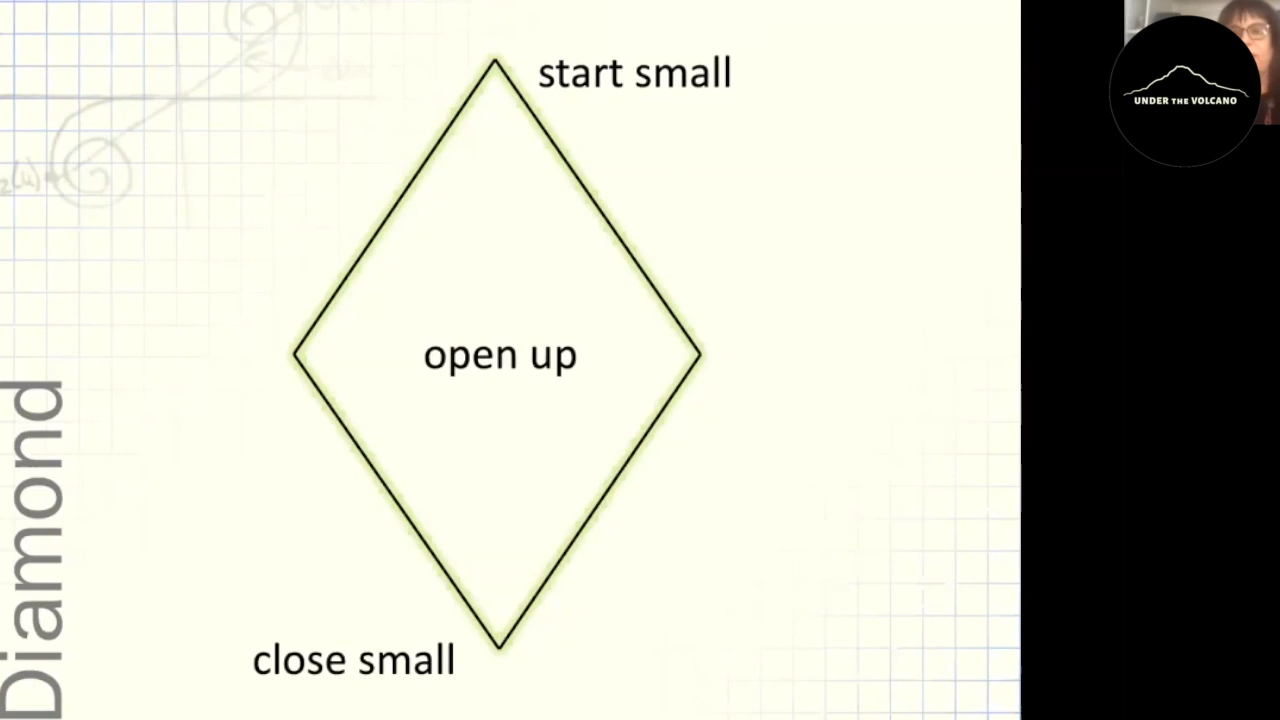 start small
UNDER THE VOLCANO
open up
Diamond
close small